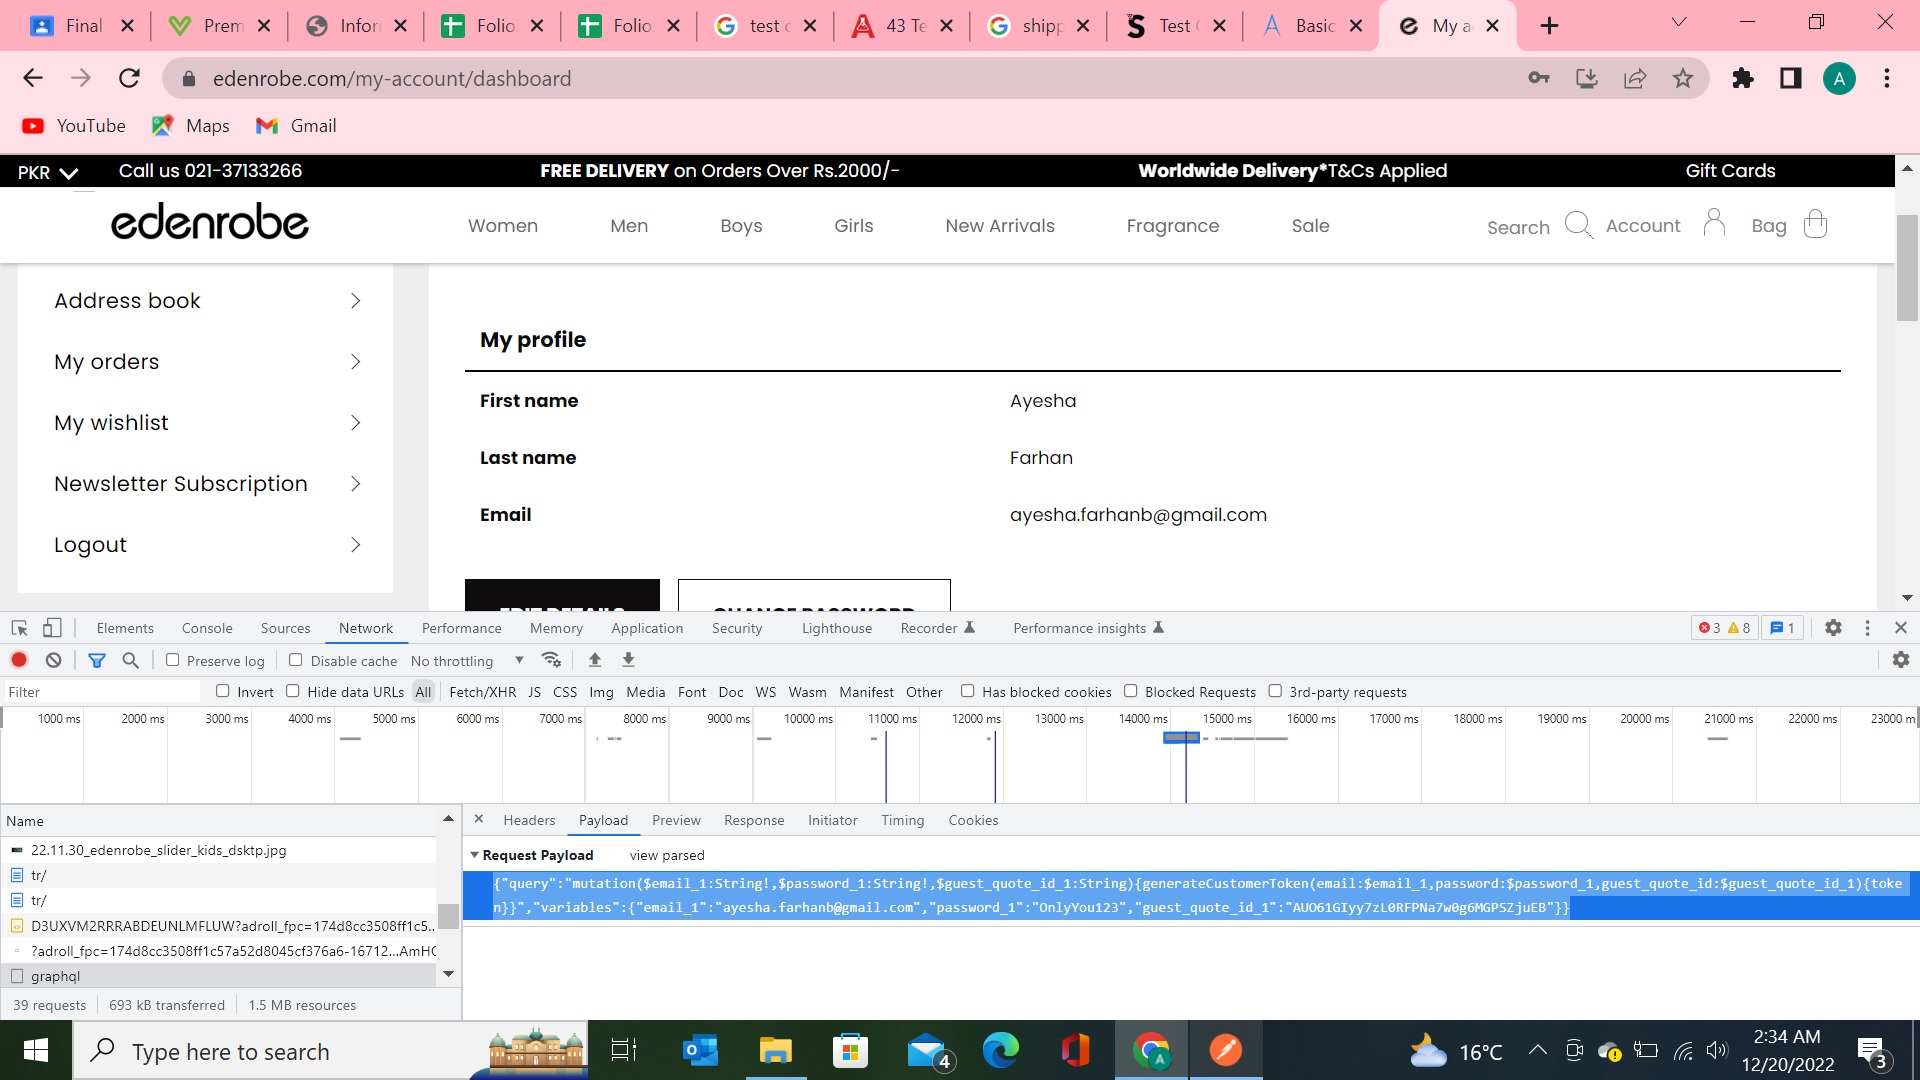 Final
Prem
Infor
Folio
Folio
test c
43 Te
shipp
Test
Basic
My a
edenrobe.com/my-account/dashboard
A
YouTube
Maps
Gmail
PKR
Call us 021-37133266
FREE DELIVERY on Orders Over Rs.2000/-
Worldwide Delivery*T&Cs Applied
Gift Cards
edenrobe
Women
Men
Boys
Girls
New Arrivals
Fragrance
Sale
Search
Account
Bag
Address book
My orders
My wishlist
Newsletter Subscription
Logout
My profile
First name
Ayesha
Last name
Farhan
Email
ayesha.farhanb@gmail.com
EDIT DETAILS
CHANGE PASSWORD
Elements
Console
Sources
Network
Performance
Memory
Application
Security
Lighthouse
Recorder
Performance insights
3
8
1
Preserve log
Disable cache
No throttling
Filter
Invert
Hide data URLs
All
Fetch/XHR
JS
CSS
Img
Media
Font
Doc
WS
Wasm
Manifest
Other
Has blocked cookies
Blocked Requests
3rd-party requests
1000 ms
2000 ms
3000 ms
4000 ms
5000 ms
6000 ms
7000 ms
8000 ms
9000 ms
10000 ms
11000 ms
12000 ms
13000 ms
14000 ms
15000 ms
16000 ms
17000 ms
18000 ms
19000 ms
20000 ms
21000 ms
22000 ms
23000 m
Name
22.11.30_edenrobe_slider_kids_dsktp.jpg
tr/
tr/
D3UXVM2RRRABDEUNLMFLUW?adroll_fpc=174d8cc3508ff1c5..
?adroll_fpc=174d8cc3508ff1c57a52d8045cf376a6-16712...AmHC
graphql
39 requests
693 kB transferred
1.5 MB resources
Headers
Payload
Preview
Response
Initiator
Timing
Cookies
Request Payload
view parsed
{"query":"mutation($email_1:String!,$password_1:String!,$guest_quote_id_1:String){generateCustomerToken(email:$email_1,password:$password_1,guest_quote_id:$guest_quote_id_1){toke
n}}","variables":{"email_1":"ayesha.farhanb@gmail.com","password_1":"OnlyYou123","guest_quote_id_1":"AUO61GIyy7zL0RFPNa7w0g6MGPSZjuEB"}}
Type here to search
4
A
16°C
2:34 AM
12/20/2022
3